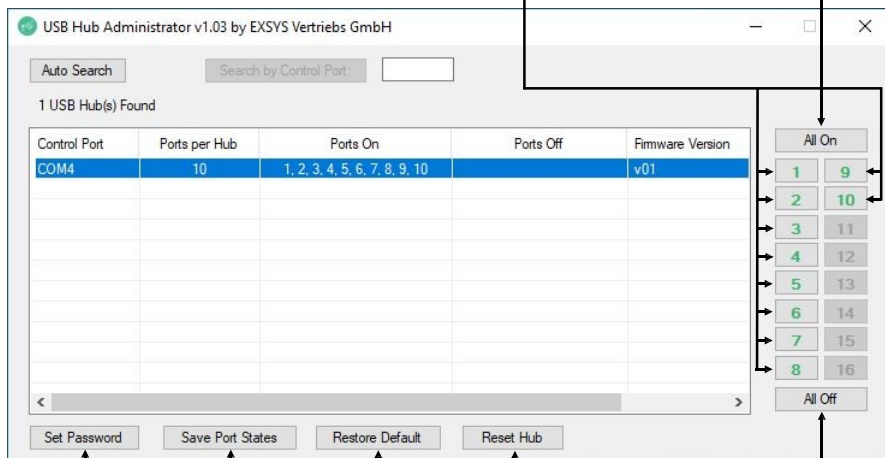 USB Hub Administrator v1.03 by EXSYS Vertriebs GmbH
Auto Search Search by Control Port:
1 USB Hub(s) Found
Control Port Ports per Hub Ports On Ports Off Firmware Version
COM4 10 1, 2, 3, 4, 5, 6, 7, 8, 9, 10 v01
All On
1 9
2 10
3 11
4 12
5 13
6 14
7 15
8 16
All Off
Set Password Save Port States Restore Default Reset Hub